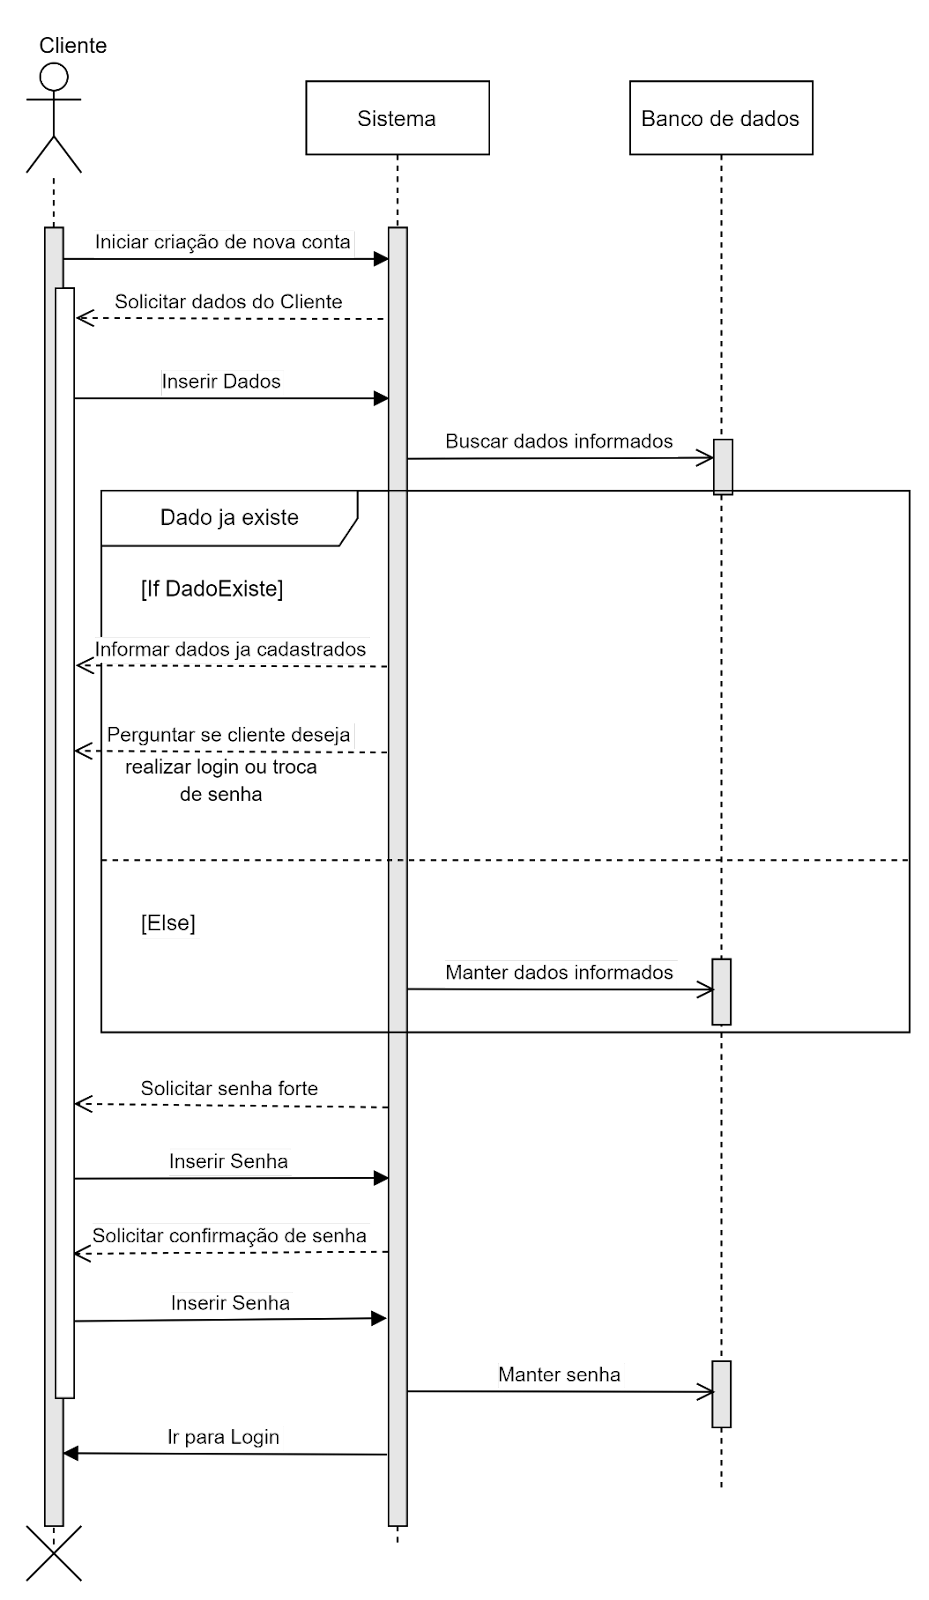 Cliente
Sistema
Banco de dados
Iniciar criação de nova conta
Solicitar dados do Cliente
Inserir Dados
Buscar dados informados
Dado ja existe
[If DadoExiste]
Informar dados ja cadastrados
Perguntar se cliente deseja
realizar login ou troca
de senha
[Else]
Manter dados informados
Solicitar senha forte
Inserir Senha
Solicitar confirmação de senha
Inserir Senha
Manter senha
Ir para Login